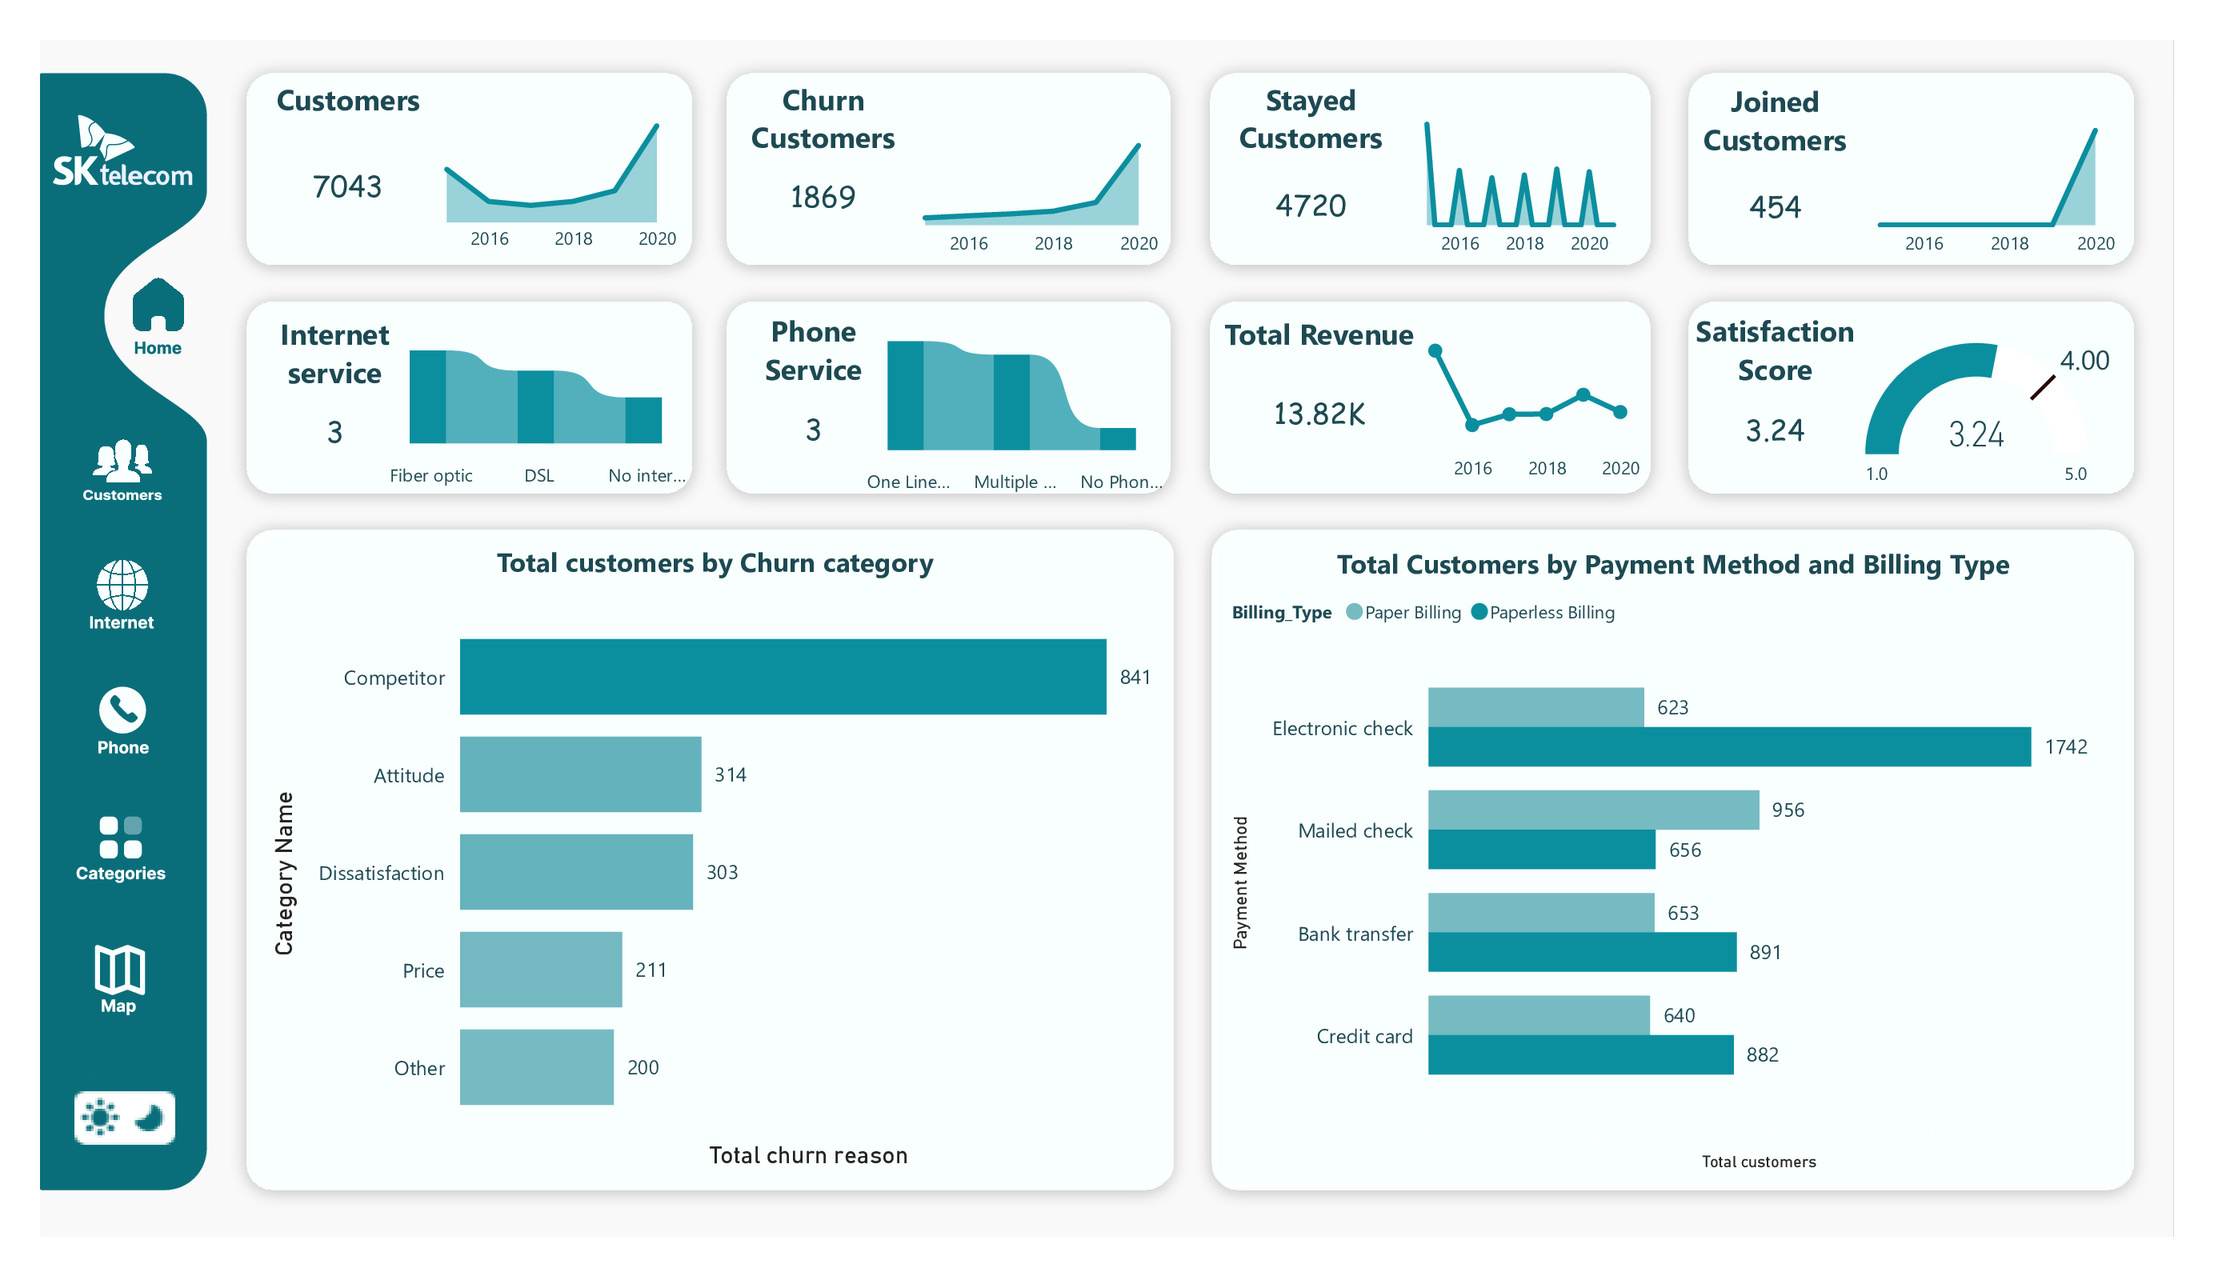 SK telecom
Home
Customers
Internet
Phone
Categories
Map
Customers
7043
2016 2018 2020
Churn
Customers
1869
2016 2018 2020
Stayed
Customers
4720
2016 2018 2020
Joined
Customers
454
2016 2018 2020
Internet
service
3
Fiber optic DSL No inter...
Phone
Service
3
One Line... Multiple ... No Phon...
Total Revenue
13.82K
2016 2018 2020
Satisfaction
Score
3.24
4.00
3.24
1.0 5.0
Total customers by Churn category
Category Name
Competitor 841
Attitude 314
Dissatisfaction 303
Price 211
Other 200
Total churn reason
Total Customers by Payment Method and Billing Type
Billing_Type Paper Billing Paperless Billing
Payment Method
Electronic check 623
1742
Mailed check 956
656
Bank transfer 653
891
Credit card 640
882
Total customers